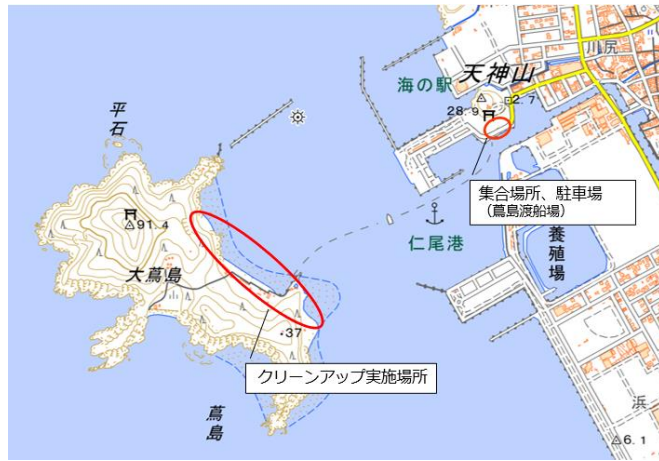 川尻
天神山
海の駅
2.7
28.9
平石
集合場所、駐車場
(蔦島渡船場)
91.4
仁尾港
養殖場
大蔦島
37
クリーンアップ実施場所
蔦島
浜
6.1